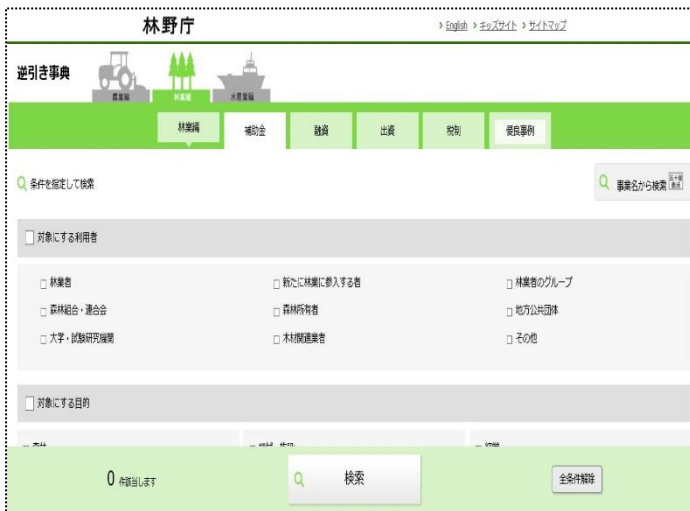 林野庁
› English › キッズサイト › サイトマップ
逆引き事典
農業編 林業編 水産業編
林業編 補助金 融資 出資 税制 優良事例
条件を指定して検索
事業名から検索 五十音表示
対象にする利用者
林業者 新たに林業に参入する者 林業者のグループ
森林組合・連合会 森林所有者 地方公共団体
大学・試験研究機関 木材関連業者 その他
対象にする目的
0 件該当します 検索 全条件解除